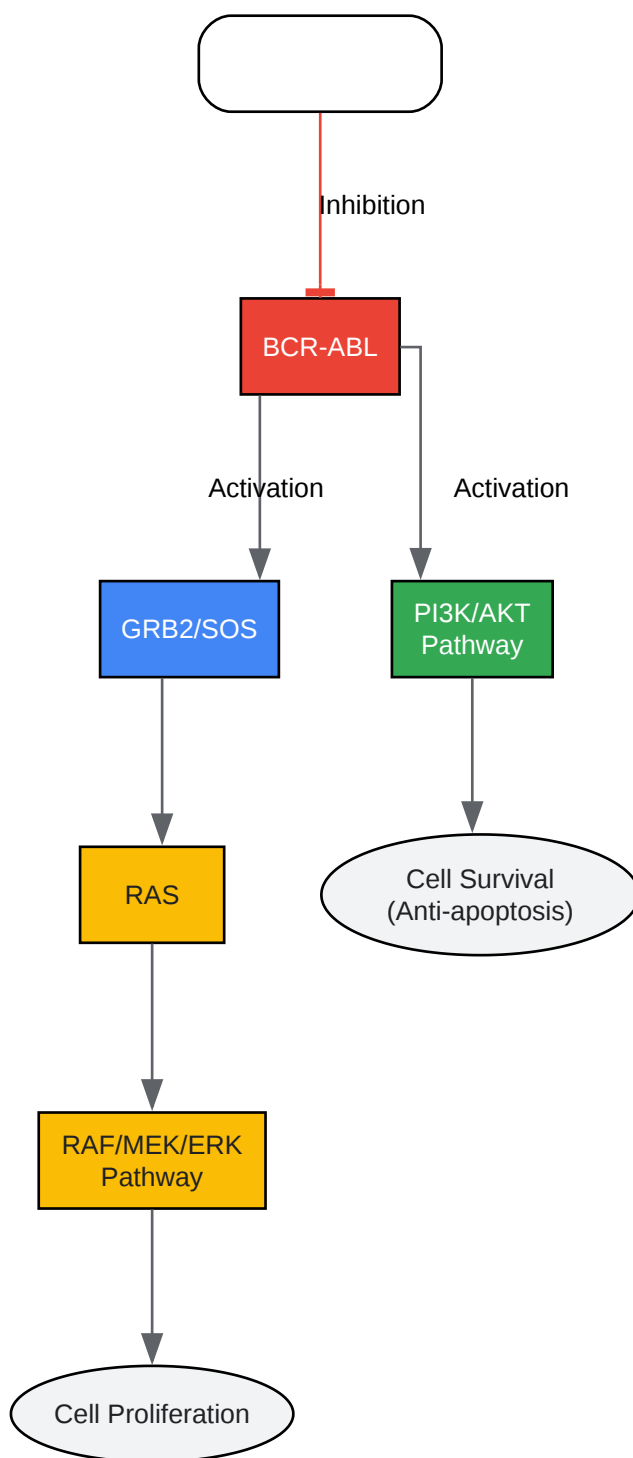 Inhibition
BCR-ABL
Activation
Activation
GRB2/SOS
PI3K/AKT
Pathway
RAS
Cell Survival
(Anti-apoptosis)
RAF/MEK/ERK
Pathway
Cell Proliferation